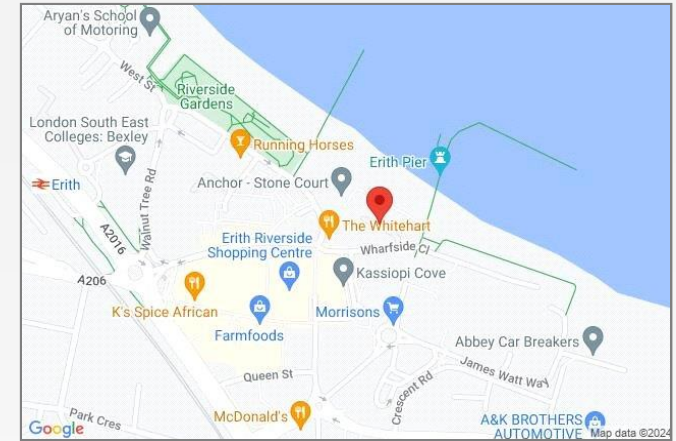 Aryan's School
of Motoring
West St
Riverside
Gardens
London South East
Colleges: Bexley
Running Horses
Erith Pier
Erith
Anchor - Stone Court
Walnut Tree Rd
A2016
The Whitehart
Erith Riverside
Shopping Centre
Wharfside Cl
A206
Kassiopi Cove
K's Spice African
Morrisons
Farmfoods
Abbey Car Breakers
James Watt Way
Queen St
Crescent Rd
Park Cres
McDonald's
A&K BROTHERS
AUTOMOTIVE
Google
Map data ©2024